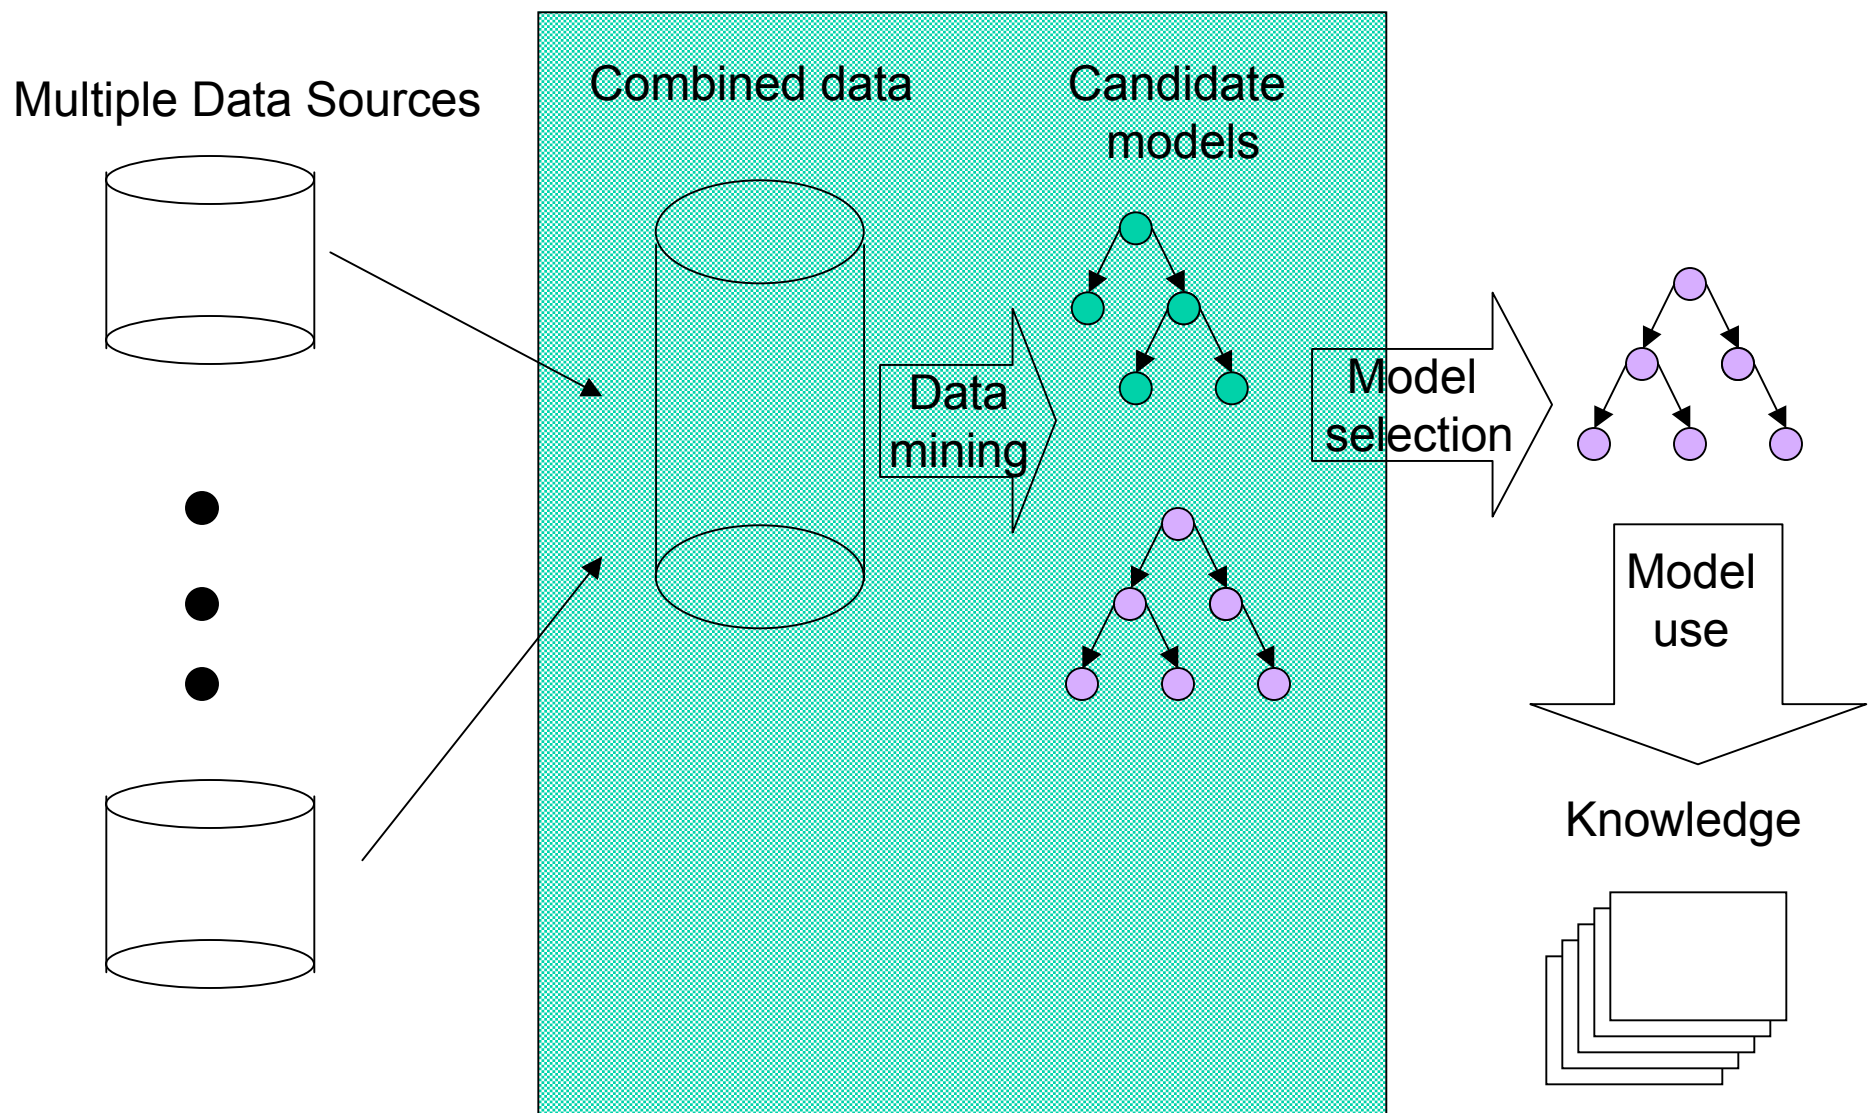 Multiple Data Sources
Combined data
Candidate
models
Data
mining
Model
selection
Model
use
Knowledge